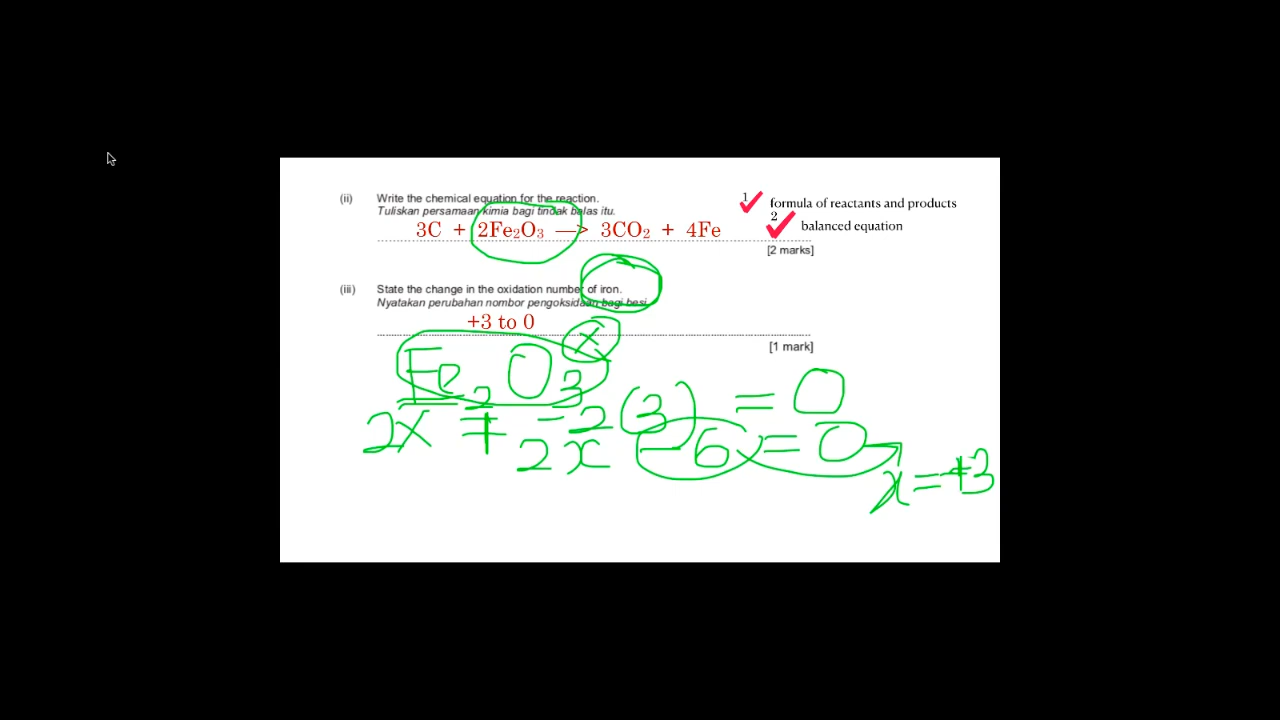 (ii) Write the chemical equation for the reaction.
Tuliskan persamaan kimia bagi tindak balas itu.
3C + 2Fe₂O₃ —> 3CO₂ + 4Fe
1 formula of reactants and products
2 balanced equation
[2 marks]
(iii) State the change in the oxidation number of iron.
Nyatakan perubahan nombor pengoksidaan bagi besi.
+3 to 0
[1 mark]
x
Fe₂O₃
2x + -2(3) = 0
2x -6 = 0
x = +3